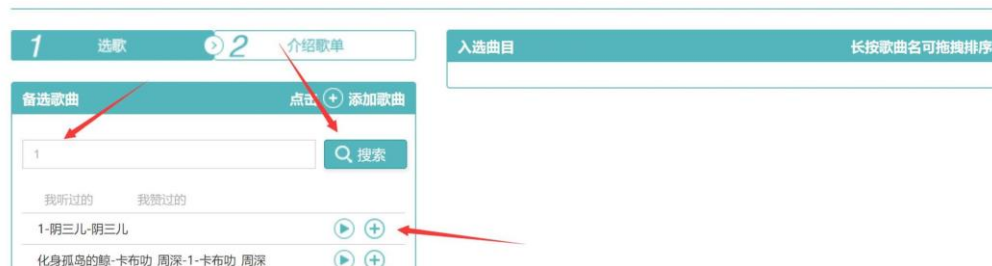 1 选歌 2 介绍歌单
入选曲目 长按歌曲名可拖拽排序
备选歌曲 点击 添加歌曲
1
搜索
我听过的 我赞过的
1-阴三儿-阴三儿
化身孤岛的鲸-卡布叻_周深-1-卡布叻_周深